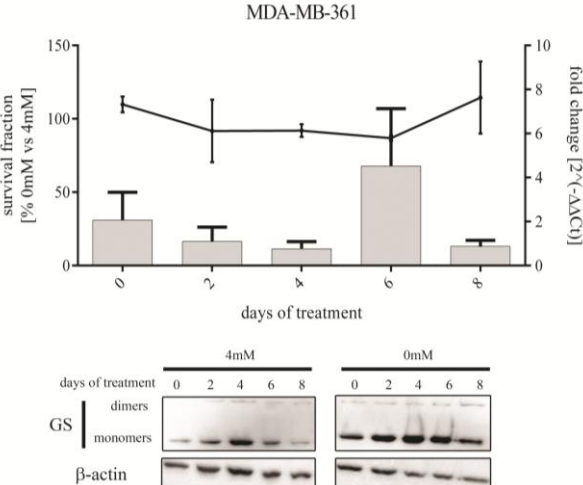 MDA-MB-361
survival fraction
[% 0mM vs 4mM]
150
100
50
0
10
8
6
4
2
0
fold change [2^(-ΔΔCt)]
0 2 4 6 8
days of treatment
4mM 0mM
days of treatment 0 2 4 6 8 0 2 4 6 8
dimers
GS
monomers
β-actin